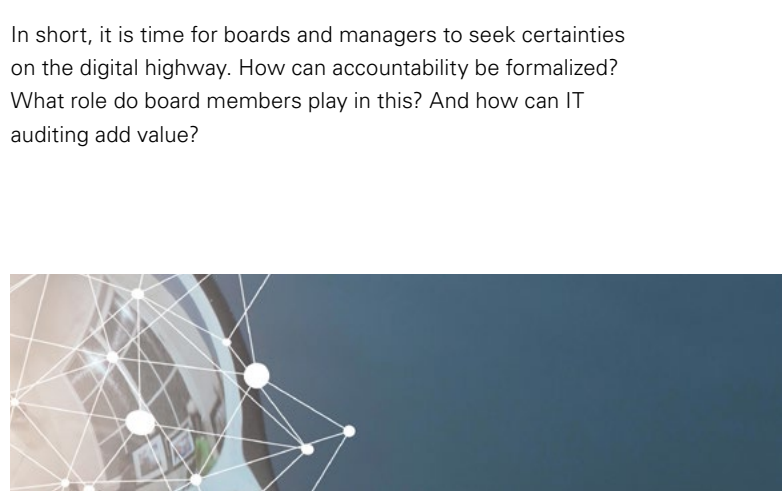 In short, it is time for boards and managers to seek certainties
on the digital highway. How can accountability be formalized?
What role do board members play in this? And how can IT
auditing add value?